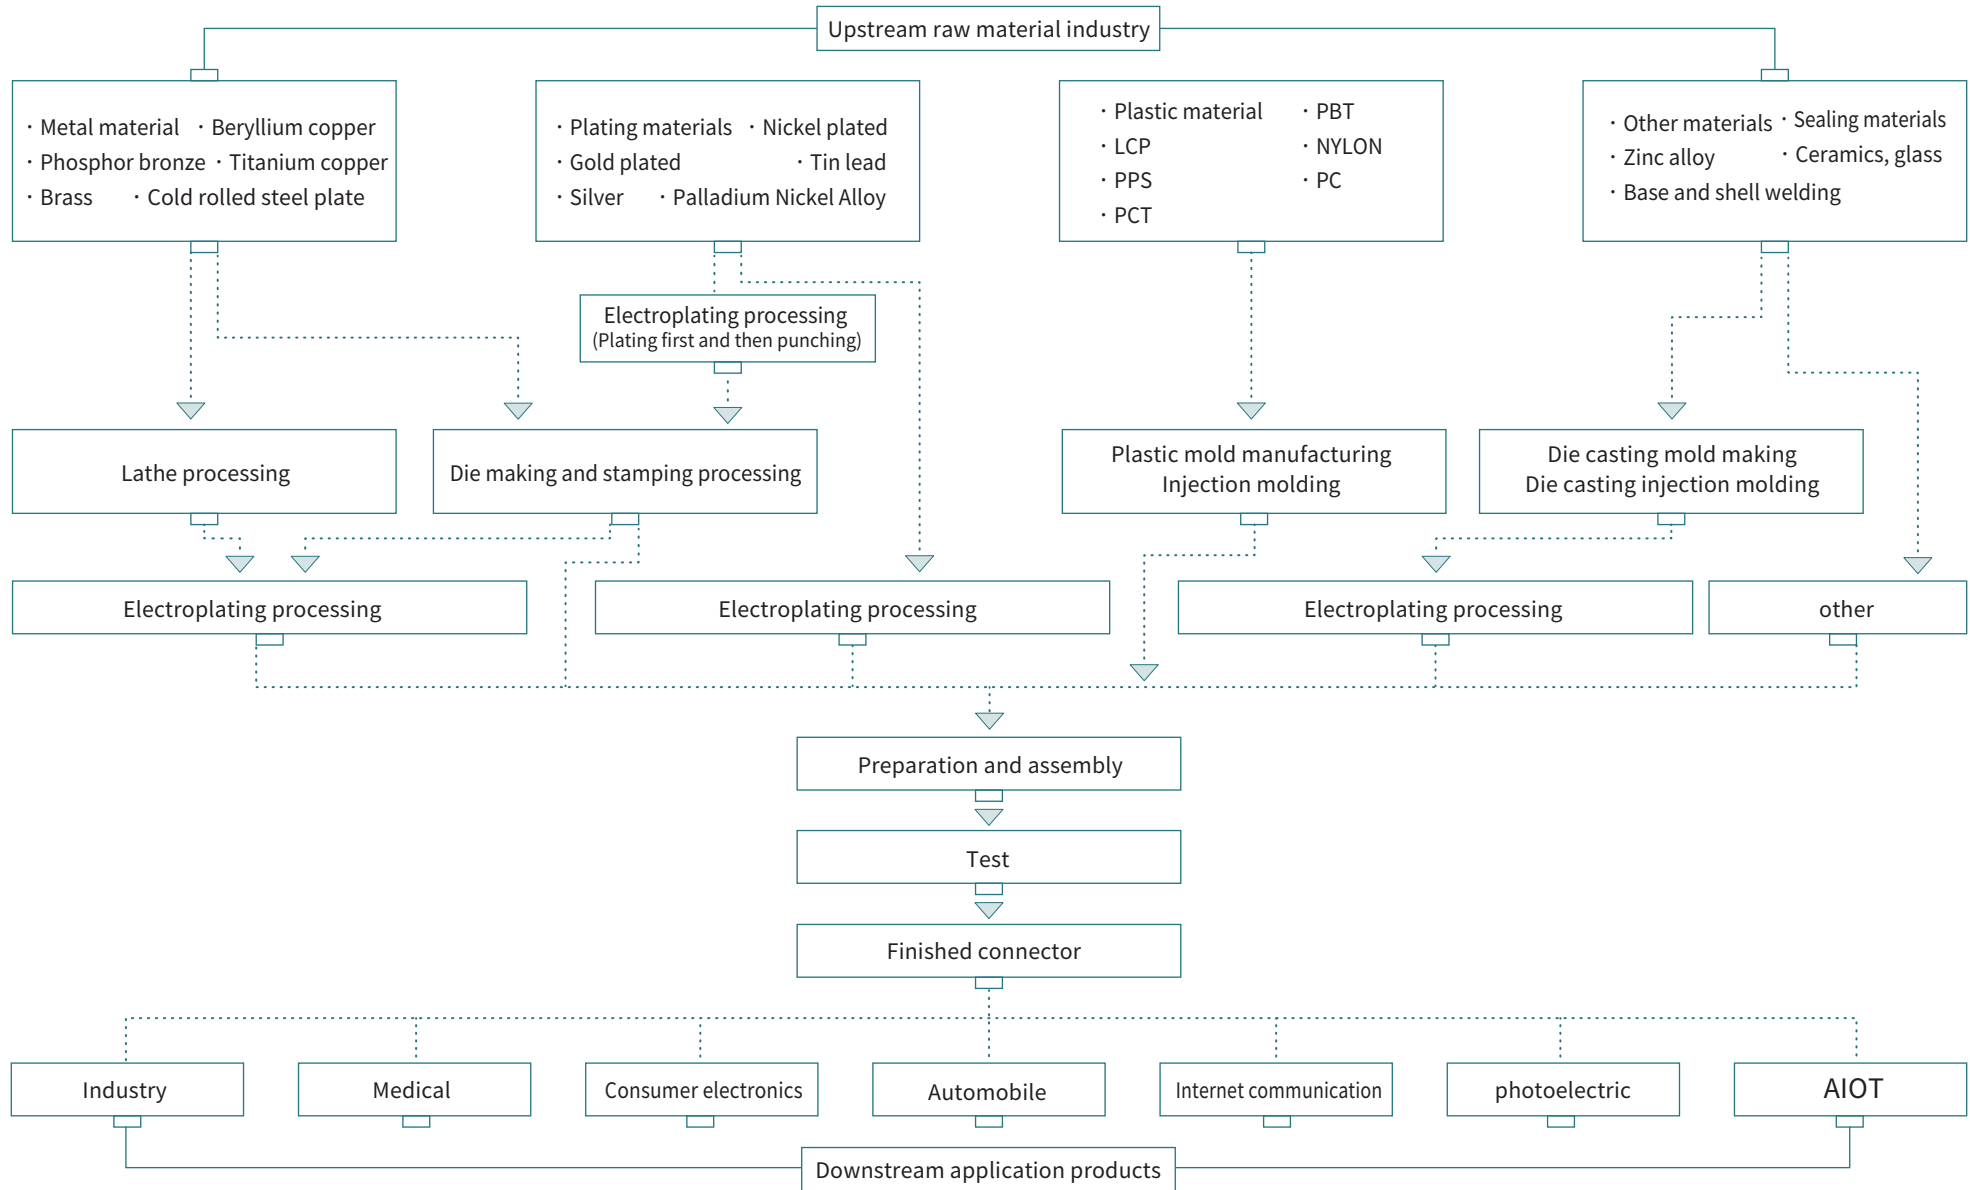 Upstream raw material industry
· Metal material · Beryllium copper
· Phosphor bronze · Titanium copper
· Brass · Cold rolled steel plate
· Plating materials · Nickel plated
· Gold plated · Tin lead
· Silver · Palladium Nickel Alloy
· Plastic material · PBT
· LCP · NYLON
· PPS · PC
· PCT
· Other materials · Sealing materials
· Zinc alloy · Ceramics, glass
· Base and shell welding
Electroplating processing
(Plating first and then punching)
Lathe processing
Die making and stamping processing
Plastic mold manufacturing
Injection molding
Die casting mold making
Die casting injection molding
Electroplating processing
Electroplating processing
Electroplating processing
other
Preparation and assembly
Test
Finished connector
Industry
Medical
Consumer electronics
Automobile
Internet communication
photoelectric
AIOT
Downstream application products